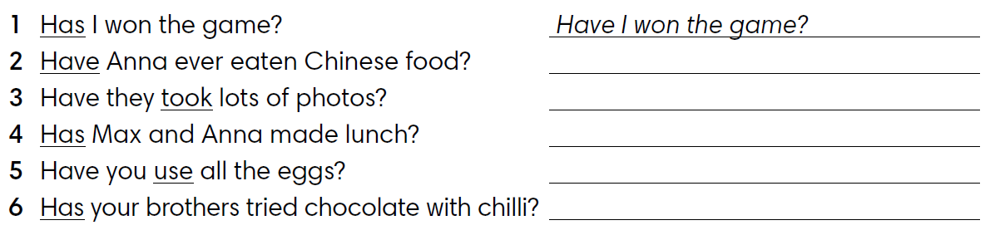 1 Has I won the game? Have I won the game?
2 Have Anna ever eaten Chinese food?
3 Have they took lots of photos?
4 Has Max and Anna made lunch?
5 Have you use all the eggs?
6 Has your brothers tried chocolate with chilli?